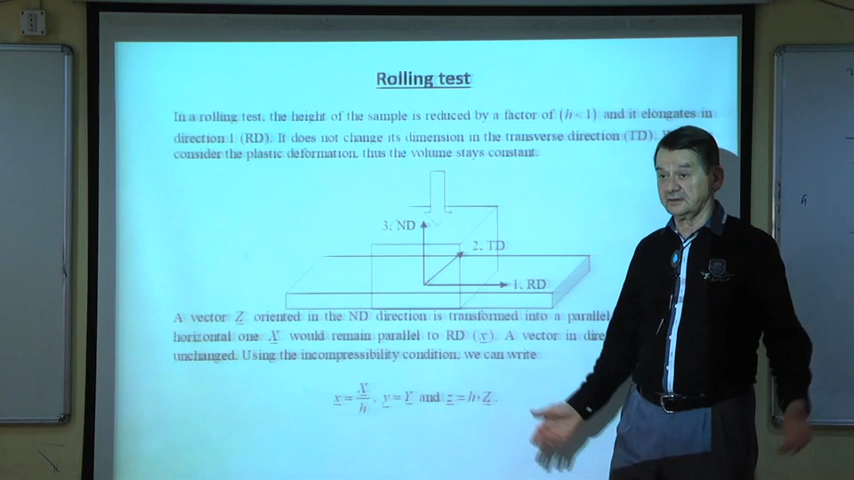 Rolling test
In a rolling test, the height of the sample is reduced by a factor of (h<1) and it elongates in
direction 1 (RD). It does not change its dimension in the transverse direction (TD).
consider the plastic deformation, thus the volume stays constant.
3. ND
2. TD
1. RD
A vector Z oriented in the ND direction is transformed into a parallel
horizontal one X would remain parallel to RD (x). A vector in
unchanged. Using the incompressibility condition, we can write
x = X/h, y = Y and z = h·Z.